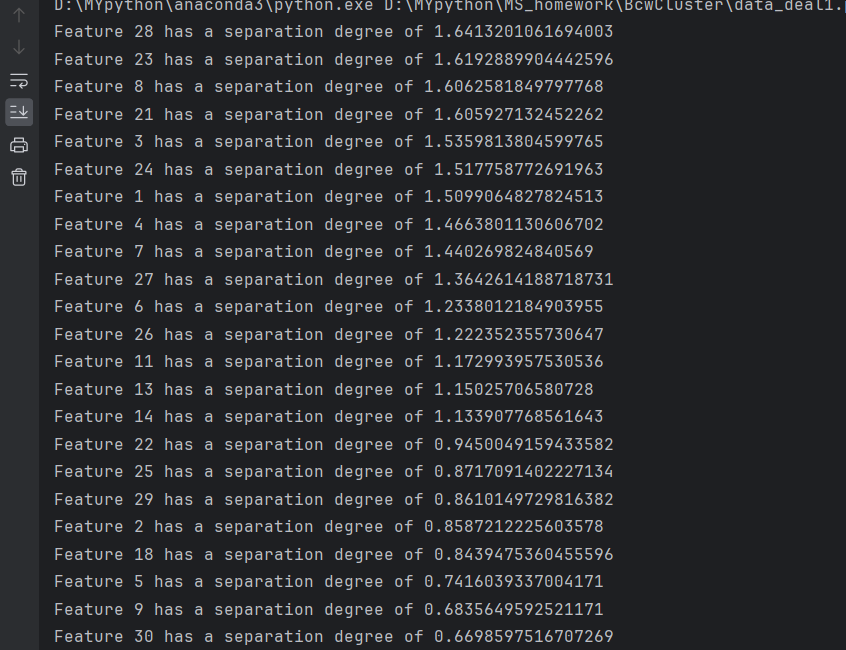 D:\MYpython\anaconda3\python.exe D:\MYpython\MS_homework\BcwCluster\data_deal1.
Feature 28 has a separation degree of 1.6413201061694003
Feature 23 has a separation degree of 1.6192889904442596
Feature 8 has a separation degree of 1.6062581849797768
Feature 21 has a separation degree of 1.605927132452262
Feature 3 has a separation degree of 1.5359813804599765
Feature 24 has a separation degree of 1.517758772691963
Feature 1 has a separation degree of 1.5099064827824513
Feature 4 has a separation degree of 1.4663801130606702
Feature 7 has a separation degree of 1.440269824840569
Feature 27 has a separation degree of 1.3642614188718731
Feature 6 has a separation degree of 1.2338012184903955
Feature 26 has a separation degree of 1.222352355730647
Feature 11 has a separation degree of 1.172993957530536
Feature 13 has a separation degree of 1.15025706580728
Feature 14 has a separation degree of 1.133907768561643
Feature 22 has a separation degree of 0.9450049159433582
Feature 25 has a separation degree of 0.8717091402227134
Feature 29 has a separation degree of 0.8610149729816382
Feature 2 has a separation degree of 0.8587212225603578
Feature 18 has a separation degree of 0.8439475360455596
Feature 5 has a separation degree of 0.7416039337004171
Feature 9 has a separation degree of 0.6835649592521171
Feature 30 has a separation degree of 0.6698597516707269